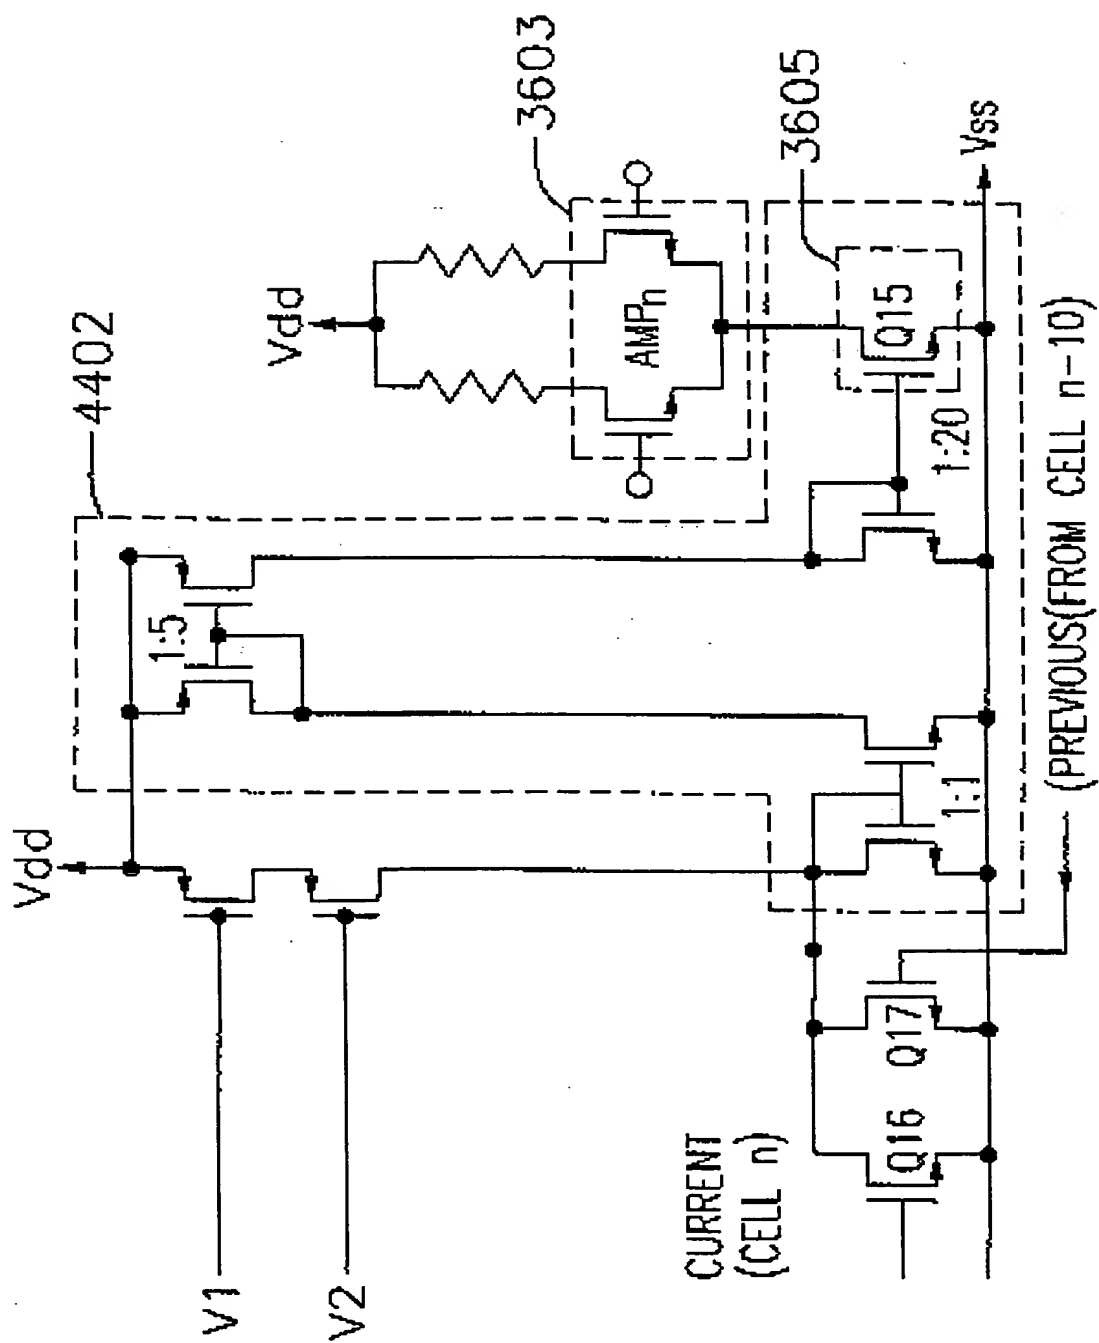 4402
3603
3605
Vdd
Vdd
V1
V2
1:5
AMPn
Q15
1:20
1:1
Vss
CURRENT
(CELL n)
Q16
Q17
(PREVIOUS(FROM CELL n-10)